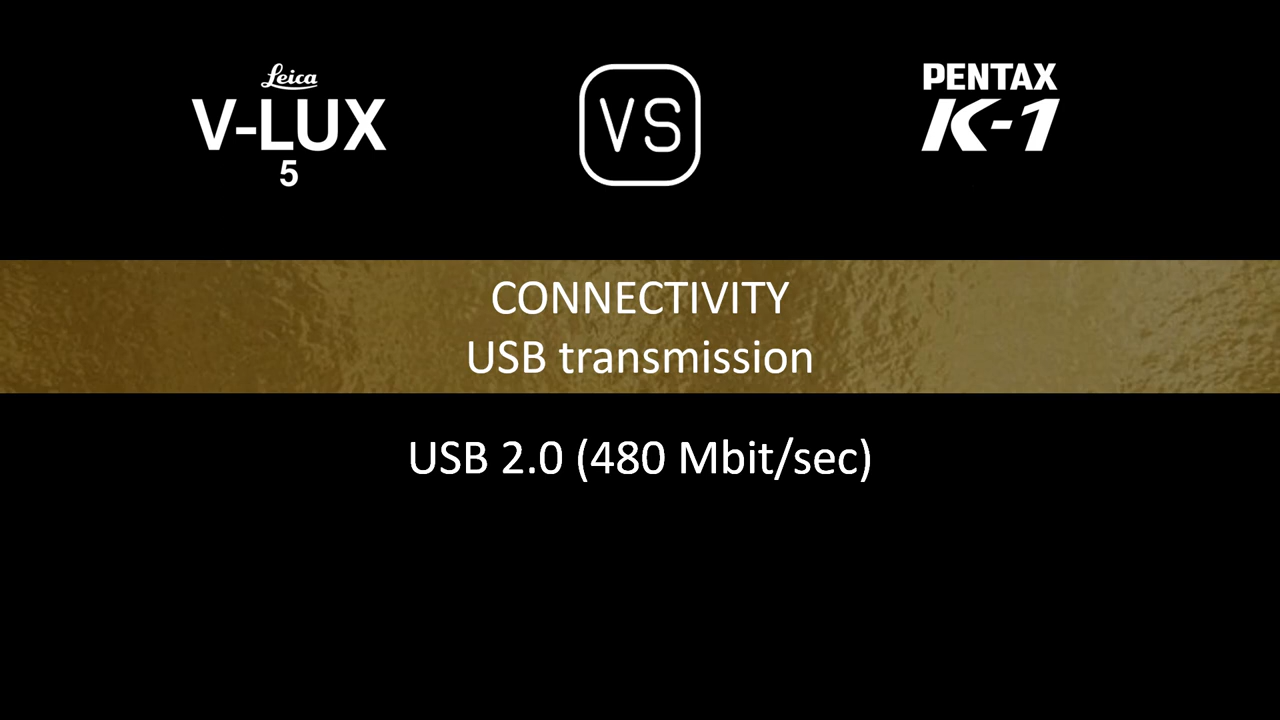 Leica
V-LUX
5
VS
PENTAX
K-1
CONNECTIVITY
USB transmission
USB 2.0 (480 Mbit/sec)